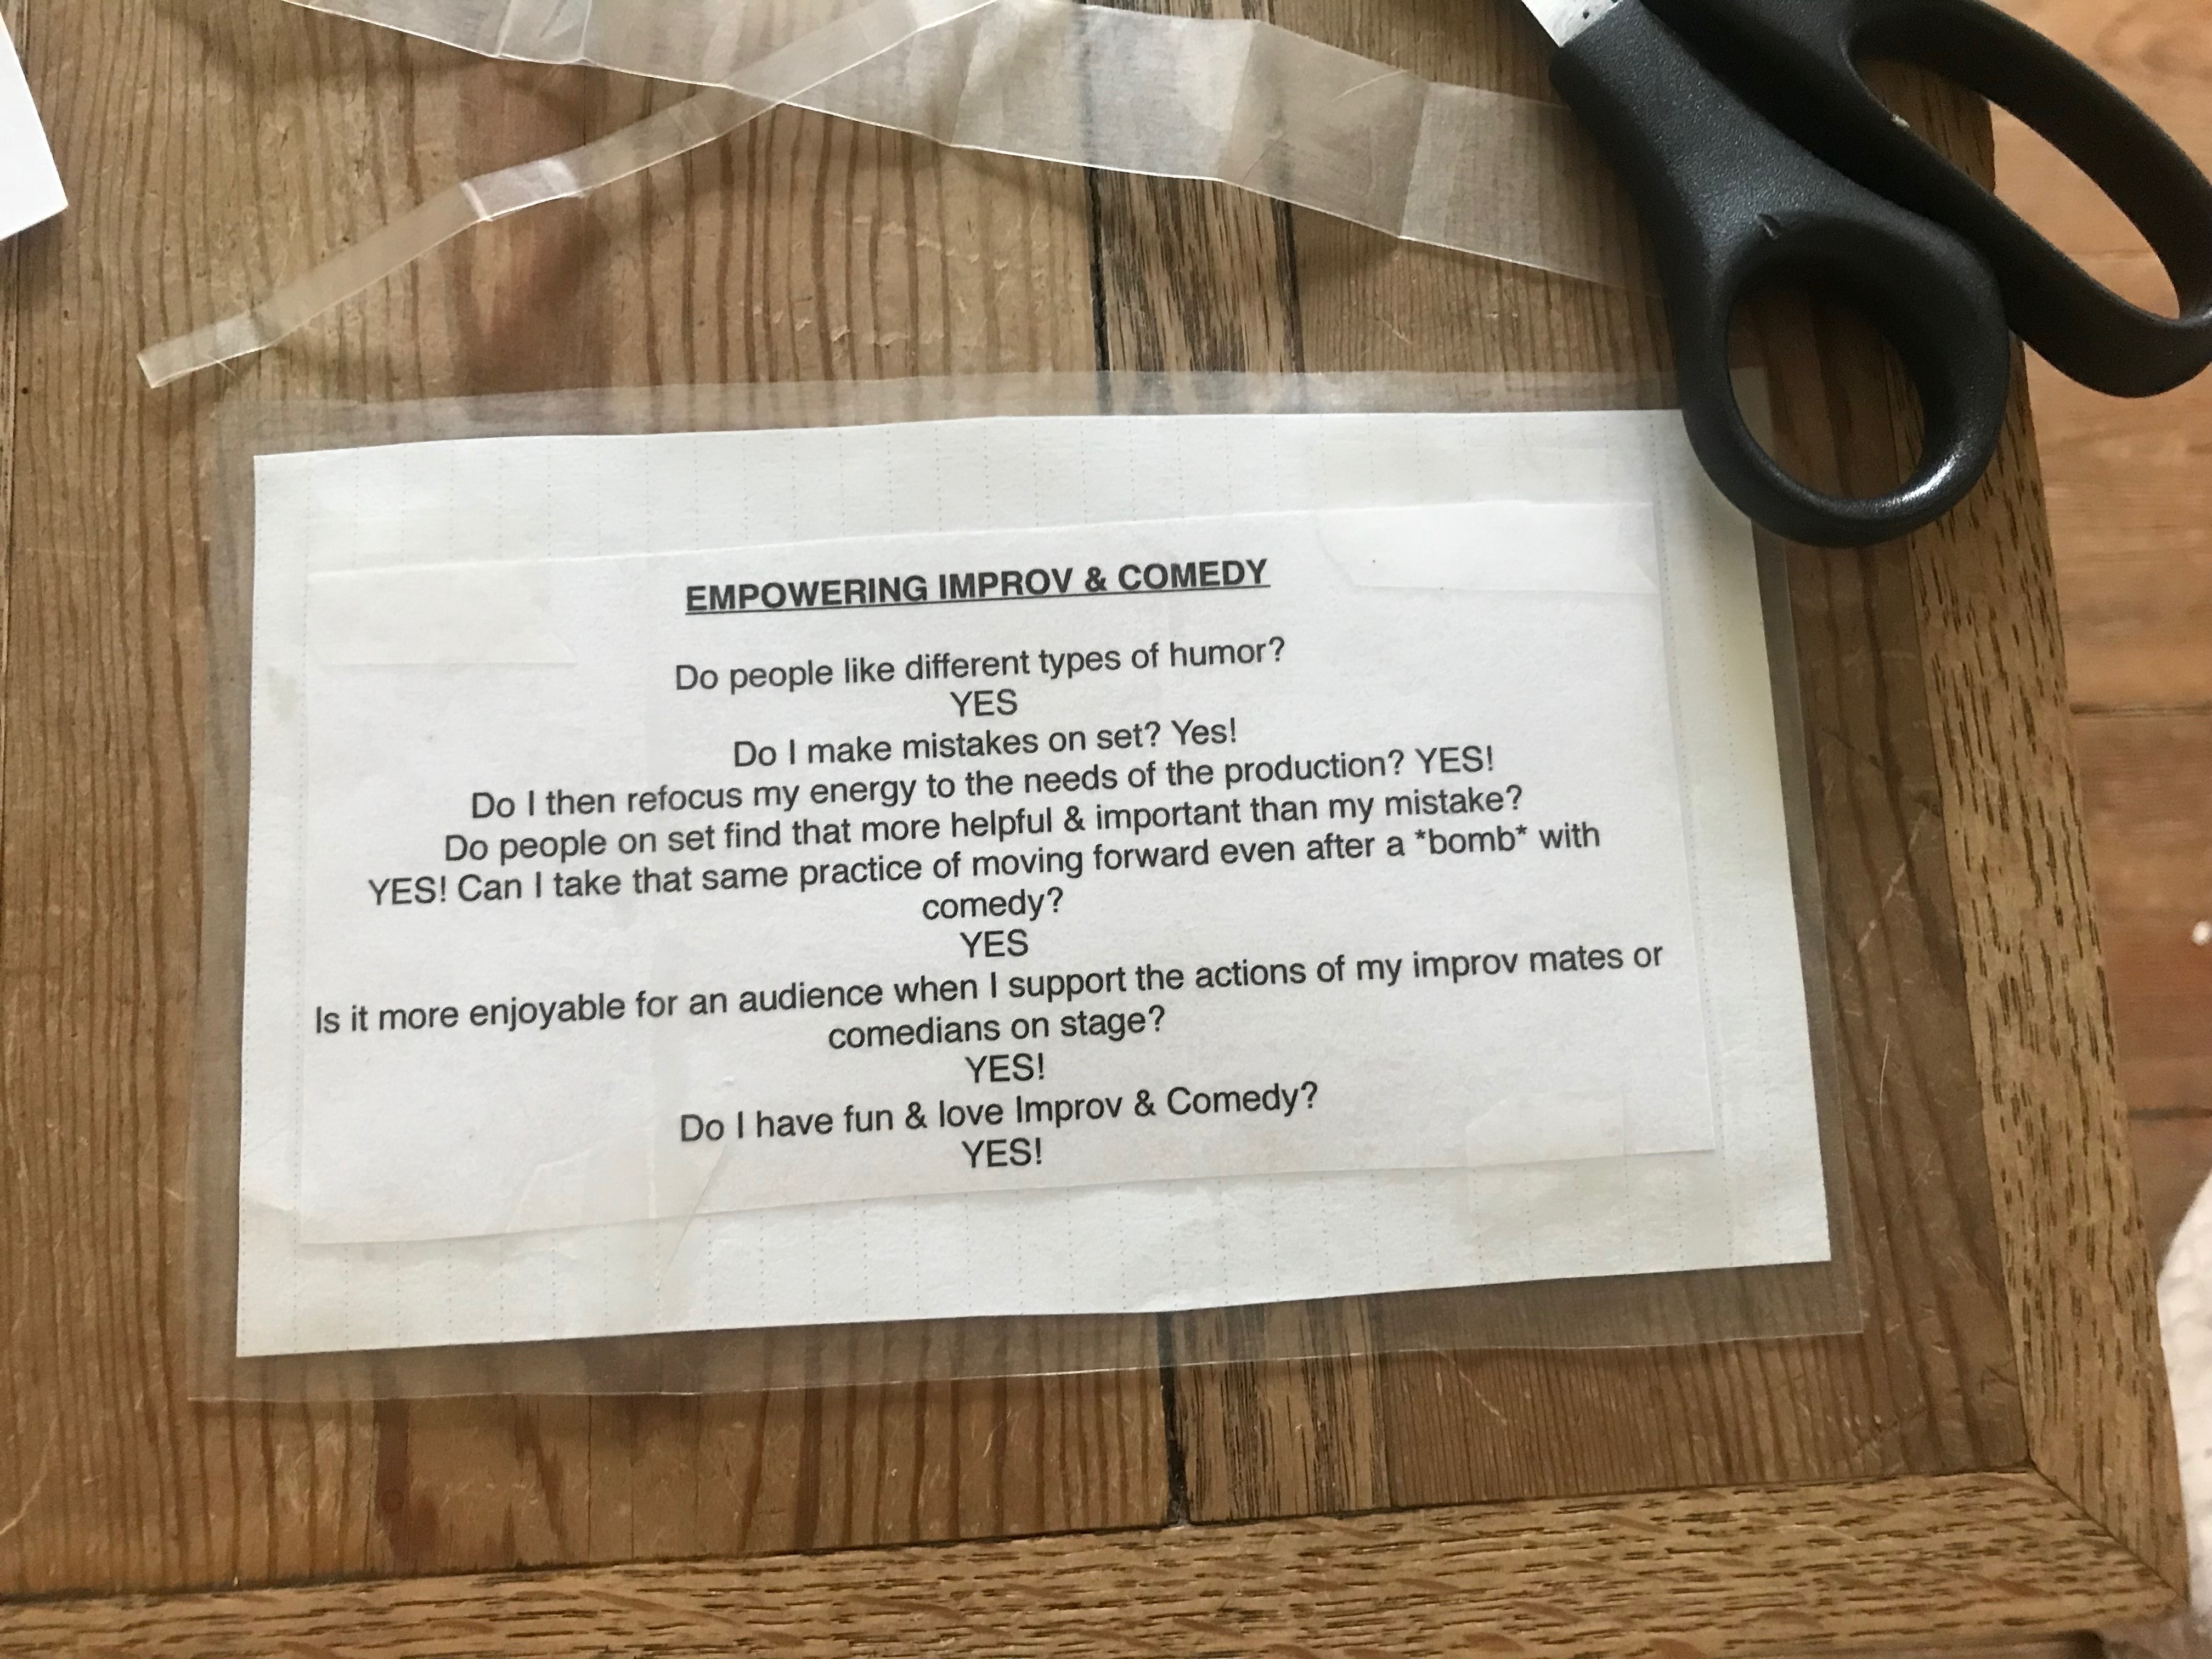 EMPOWERING IMPROV & COMEDY
Do people like different types of humor?
YES
Do I make mistakes on set? Yes!
Do I then refocus my energy to the needs of the production? YES!
Do people on set find that more helpful & important than my mistake?
YES! Can I take that same practice of moving forward even after a *bomb* with
comedy?
YES
Is it more enjoyable for an audience when I support the actions of my improv mates or
comedians on stage?
YES!
Do I have fun & love Improv & Comedy?
YES!